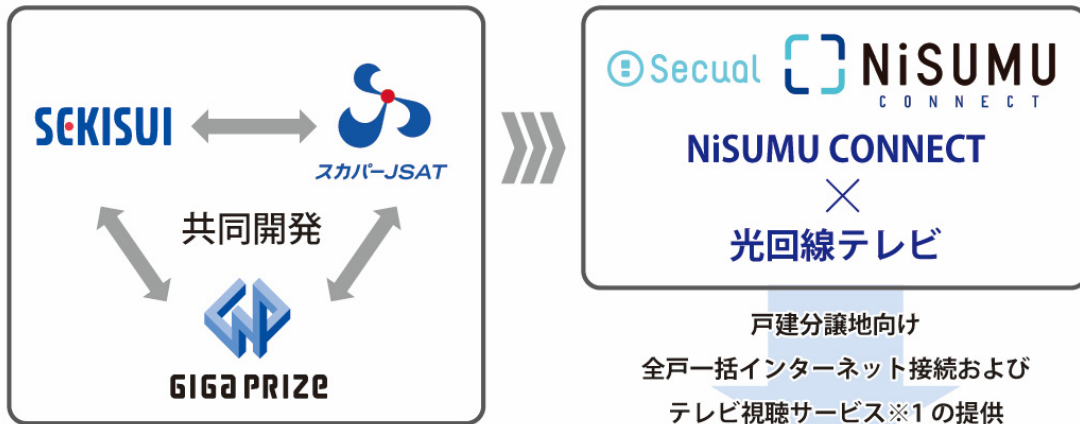 SEKISUI
スカパーJSAT
共同開発
GIGA PRIZE
Secual
NiSUMU
CONNECT
NiSUMU CONNECT
×
光回線テレビ
戸建分譲地向け
全戸一括インターネット接続および
テレビ視聴サービス※1の提供